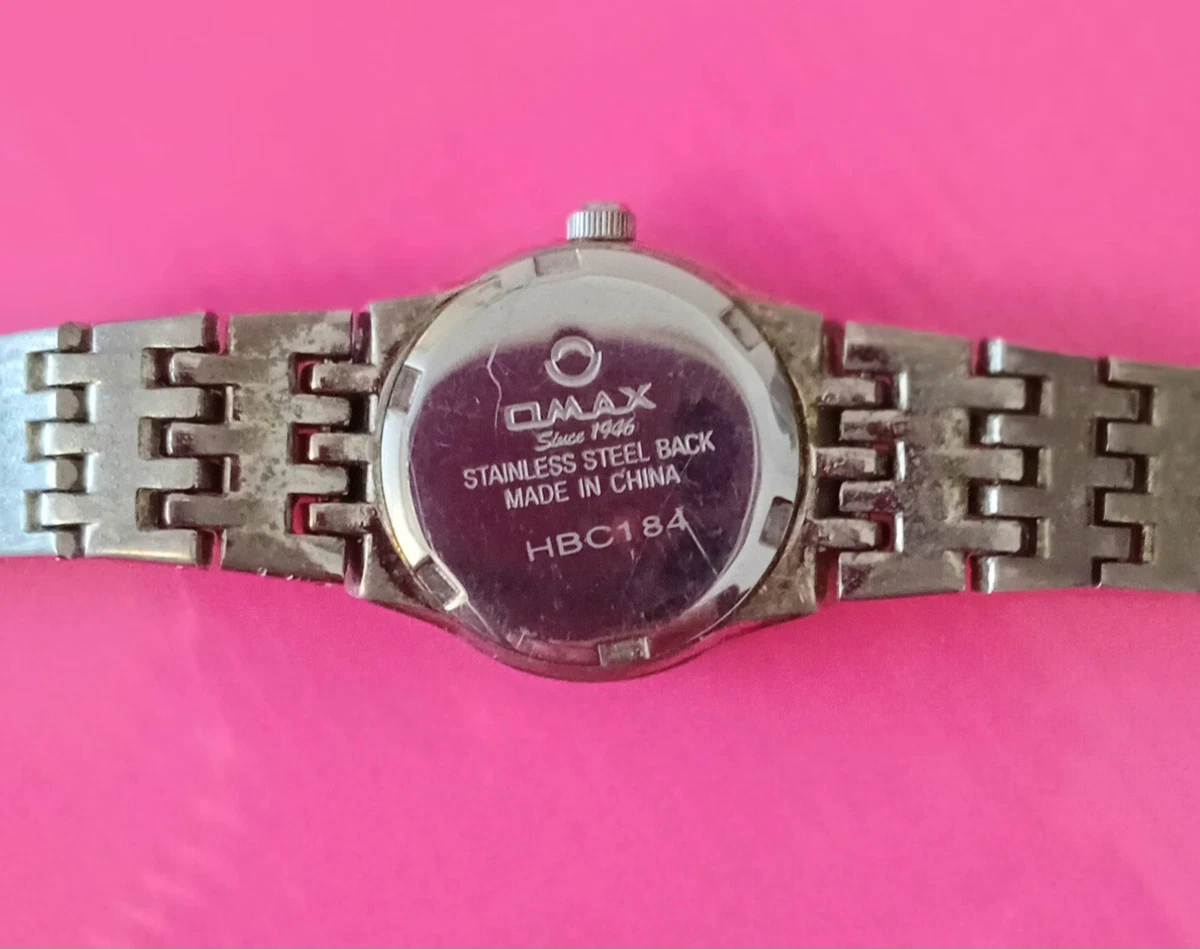 OMAX
Since 1946
STAINLESS STEEL BACK
MADE IN CHINA
HBC184